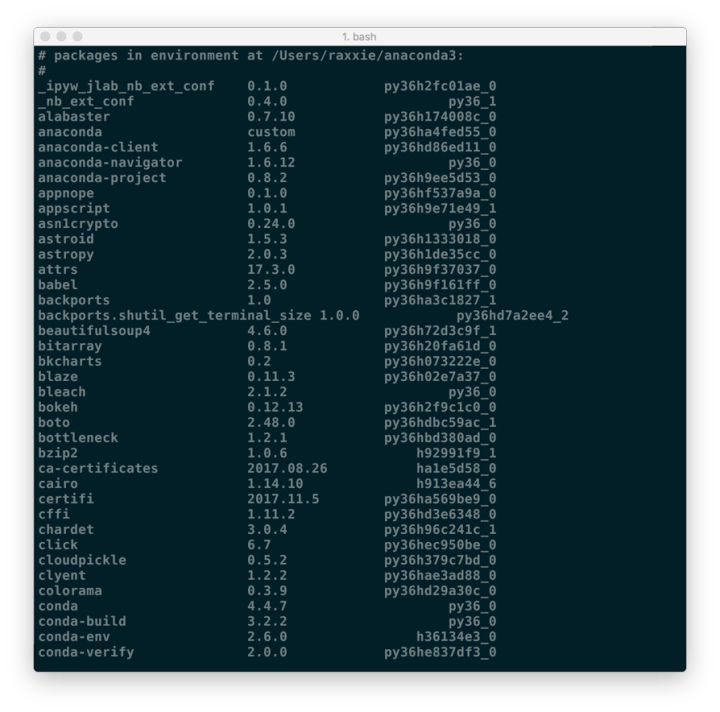 1. bash
# packages in environment at /Users/raxxie/anaconda3:
#
_ipyw_jlab_nb_ext_conf    0.1.0            py36h2fc01ae_0
_nb_ext_conf              0.4.0                    py36_1
alabaster                 0.7.10           py36h174008c_0
anaconda                  custom           py36ha4fed55_0
anaconda-client           1.6.6            py36hd86ed11_0
anaconda-navigator        1.6.12                   py36_0
anaconda-project          0.8.2            py36h9ee5d53_0
appnope                   0.1.0            py36hf537a9a_0
appscript                 1.0.1            py36h9e71e49_1
asn1crypto                0.24.0                   py36_0
astroid                   1.5.3            py36h1333018_0
astropy                   2.0.3            py36h1de35cc_0
attrs                     17.3.0           py36h9f37037_0
babel                     2.5.0            py36h9f161ff_0
backports                 1.0              py36ha3c1827_1
backports.shutil_get_terminal_size 1.0.0            py36hd7a2ee4_2
beautifulsoup4            4.6.0            py36h72d3c9f_1
bitarray                  0.8.1            py36h20fa61d_0
bkcharts                  0.2              py36h073222e_0
blaze                     0.11.3           py36h02e7a37_0
bleach                    2.1.2                    py36_0
bokeh                     0.12.13          py36h2f9c1c0_0
boto                      2.48.0           py36hdbc59ac_1
bottleneck                1.2.1            py36hbd380ad_0
bzip2                     1.0.6                h92991f9_1
ca-certificates           2017.08.26           ha1e5d58_0
cairo                     1.14.10              h913ea44_6
certifi                   2017.11.5        py36ha569be9_0
cffi                      1.11.2           py36hd3e6348_0
chardet                   3.0.4            py36h96c241c_1
click                     6.7              py36hec950be_0
cloudpickle               0.5.2            py36h379c7bd_0
clyent                    1.2.2            py36hae3ad88_0
colorama                  0.3.9            py36hd29a30c_0
conda                     4.4.7                    py36_0
conda-build               3.2.2                    py36_0
conda-env                 2.6.0                h36134e3_0
conda-verify              2.0.0            py36he837df3_0